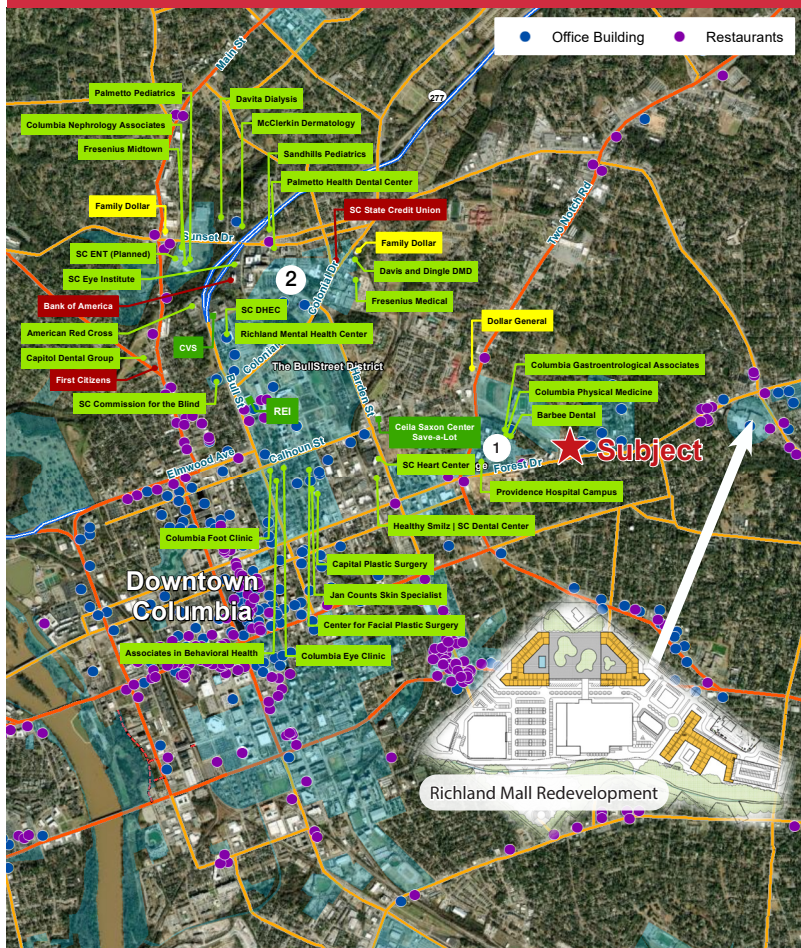 Office Building
Restaurants
Main St
277
Palmetto Pediatrics
Davita Dialysis
Columbia Nephrology Associates
McClerkin Dermatology
Fresenius Midtown
Sandhills Pediatrics
Palmetto Health Dental Center
Two Notch Rd
Family Dollar
SC State Credit Union
Sunset Dr
Family Dollar
SC ENT (Planned)
Davis and Dingle DMD
SC Eye Institute
2
Colonial Dr
Bank of America
Fresenius Medical
American Red Cross
SC DHEC
Dollar General
Richland Mental Health Center
CVS
Colonial
Capitol Dental Group
The BullStreet District
Columbia Gastroentrological Associates
First Citizens
Bull St
Harden St
Columbia Physical Medicine
SC Commission for the Blind
REI
Barbee Dental
Ceila Saxon Center
Save-a-Lot
1
Subject
Calhoun St
Elmwood Ave
SC Heart Center
ge
Forest Dr
Providence Hospital Campus
Healthy Smilz | SC Dental Center
Columbia Foot Clinic
Capital Plastic Surgery
Downtown
Columbia
Jan Counts Skin Specialist
Center for Facial Plastic Surgery
Associates in Behavioral Health
Columbia Eye Clinic
Richland Mall Redevelopment